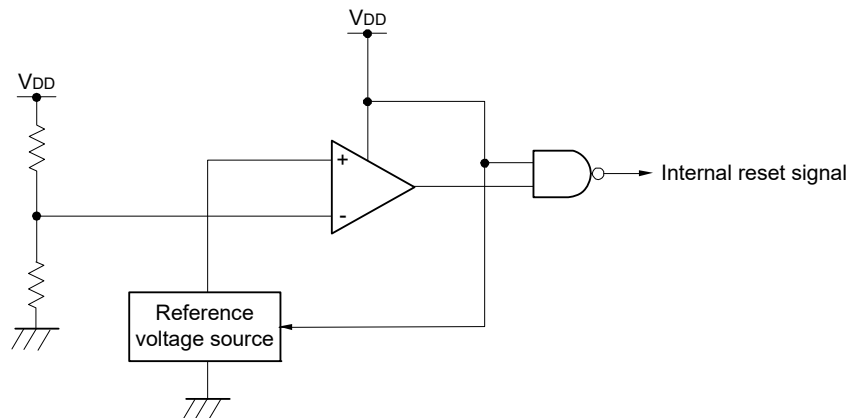 VDD
VDD
+
-
Internal reset signal
Reference
voltage source